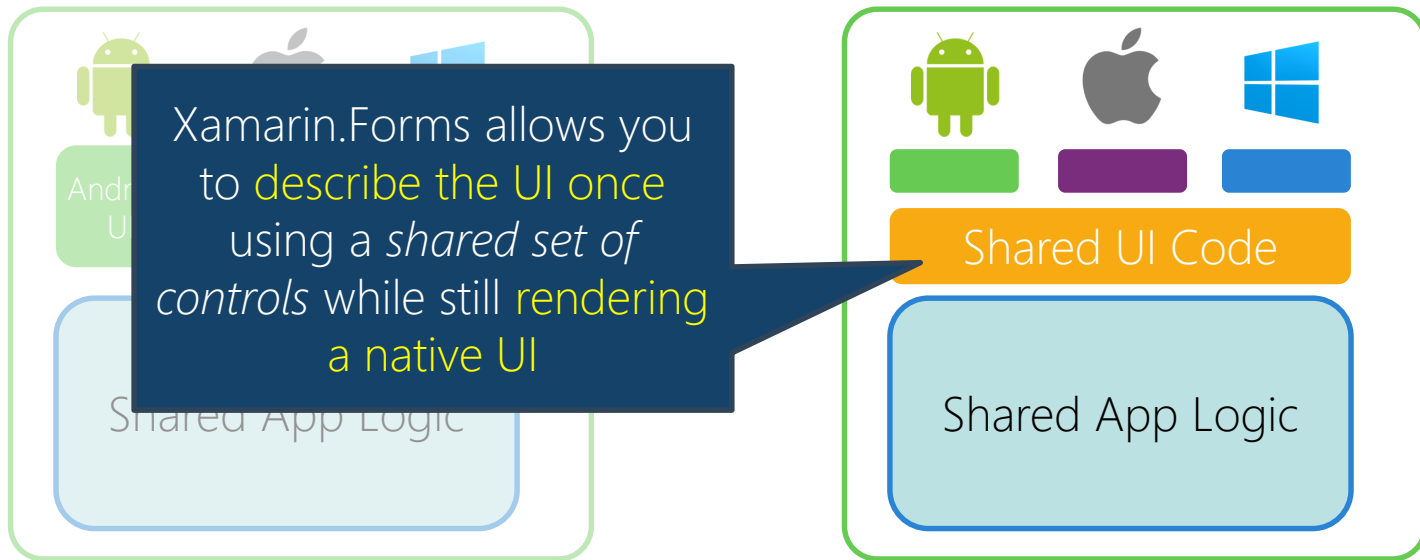 Xamarin.Forms allows you
to describe the UI once
using a shared set of
controls while still rendering
a native UI
Shared App Logic
Shared UI Code
Shared App Logic